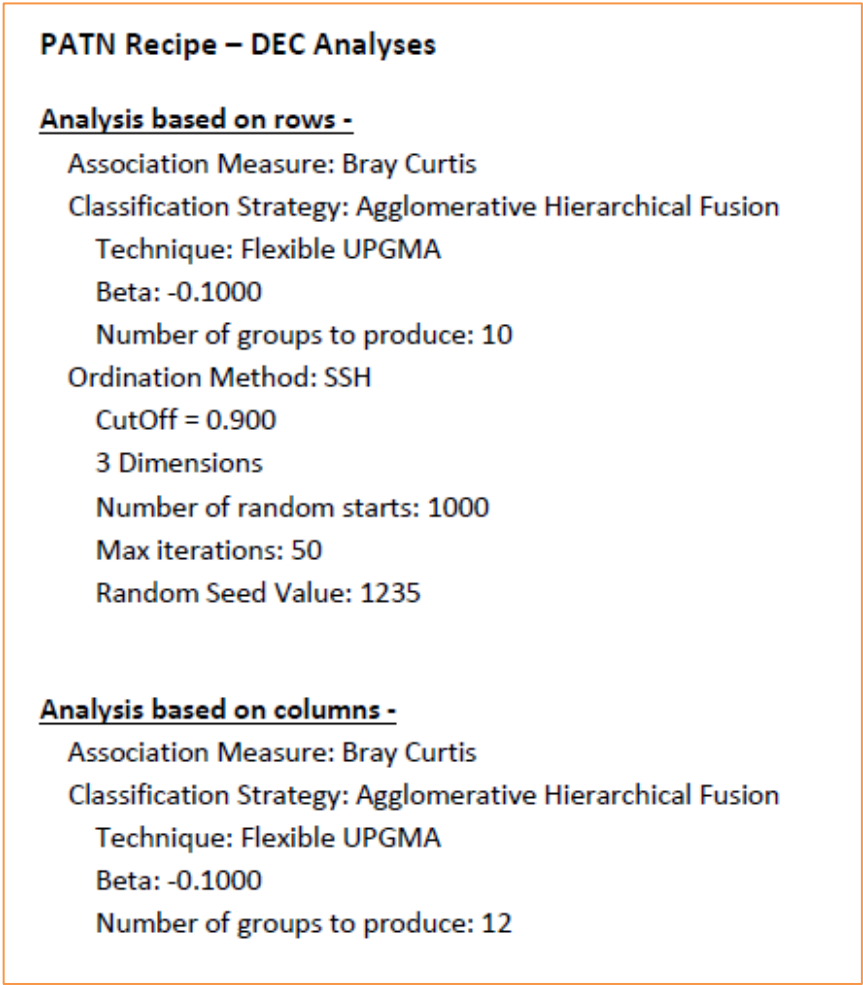 PATN Recipe – DEC Analyses
Analysis based on rows -
Association Measure: Bray Curtis
Classification Strategy: Agglomerative Hierarchical Fusion
Technique: Flexible UPGMA
Beta: -0.1000
Number of groups to produce: 10
Ordination Method: SSH
CutOff = 0.900
3 Dimensions
Number of random starts: 1000
Max iterations: 50
Random Seed Value: 1235
Analysis based on columns -
Association Measure: Bray Curtis
Classification Strategy: Agglomerative Hierarchical Fusion
Technique: Flexible UPGMA
Beta: -0.1000
Number of groups to produce: 12